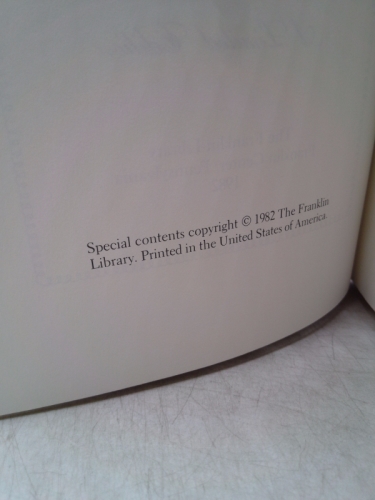 Special contents copyright © 1982 The Franklin
Library. Printed in the United States of America.